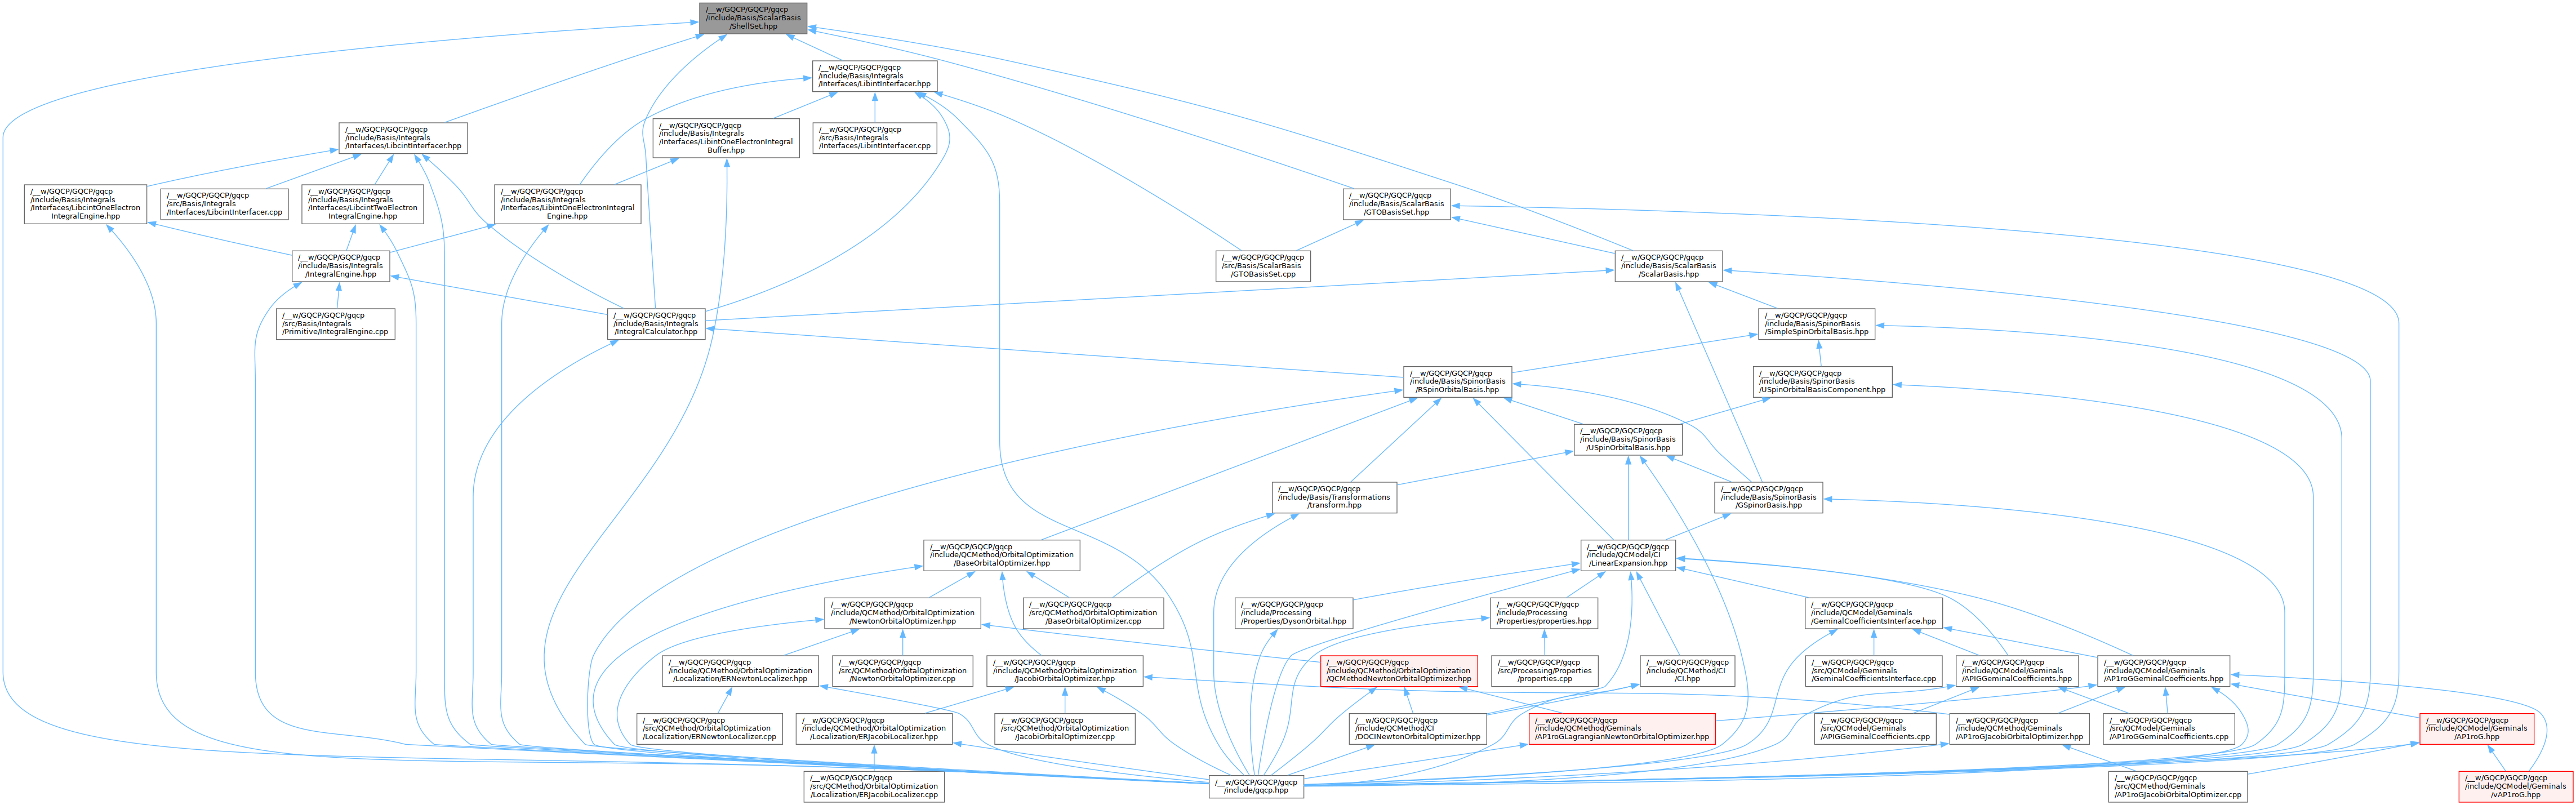 /__w/GQCP/GQCP/gqcp
/include/Basis/ScalarBasis
/ShellSet.hpp
/__w/GQCP/GQCP/gqcp
/include/Basis/Integrals
/Interfaces/LibintInterfacer.hpp
/__w/GQCP/GQCP/gqcp
/include/Basis/Integrals
/Interfaces/LibcintInterfacer.hpp
/__w/GQCP/GQCP/gqcp
/include/Basis/Integrals
/Interfaces/LibintOneElectronIntegral
Buffer.hpp
/__w/GQCP/GQCP/gqcp
/src/Basis/Integrals
/Interfaces/LibintInterfacer.cpp
/__w/GQCP/GQCP/gqcp
/include/Basis/Integrals
/Interfaces/LibcintOneElectron
IntegralEngine.hpp
/__w/GQCP/GQCP/gqcp
/src/Basis/Integrals
/Interfaces/LibcintInterfacer.cpp
/__w/GQCP/GQCP/gqcp
/include/Basis/Integrals
/Interfaces/LibcintTwoElectron
IntegralEngine.hpp
/__w/GQCP/GQCP/gqcp
/include/Basis/Integrals
/Interfaces/LibintOneElectronIntegral
Engine.hpp
/__w/GQCP/GQCP/gqcp
/include/Basis/ScalarBasis
/GTOBasisSet.hpp
/__w/GQCP/GQCP/gqcp
/include/Basis/Integrals
/IntegralEngine.hpp
/__w/GQCP/GQCP/gqcp
/src/Basis/ScalarBasis
/GTOBasisSet.cpp
/__w/GQCP/GQCP/gqcp
/include/Basis/ScalarBasis
/ScalarBasis.hpp
/__w/GQCP/GQCP/gqcp
/src/Basis/Integrals
/Primitive/IntegralEngine.cpp
/__w/GQCP/GQCP/gqcp
/include/Basis/Integrals
/IntegralCalculator.hpp
/__w/GQCP/GQCP/gqcp
/include/Basis/SpinorBasis
/SimpleSpinOrbitalBasis.hpp
/__w/GQCP/GQCP/gqcp
/include/Basis/SpinorBasis
/RSpinOrbitalBasis.hpp
/__w/GQCP/GQCP/gqcp
/include/Basis/SpinorBasis
/USpinOrbitalBasisComponent.hpp
/__w/GQCP/GQCP/gqcp
/include/Basis/SpinorBasis
/USpinOrbitalBasis.hpp
/__w/GQCP/GQCP/gqcp
/include/Basis/Transformations
/transform.hpp
/__w/GQCP/GQCP/gqcp
/include/Basis/SpinorBasis
/GSpinorBasis.hpp
/__w/GQCP/GQCP/gqcp
/include/QCMethod/OrbitalOptimization
/BaseOrbitalOptimizer.hpp
/__w/GQCP/GQCP/gqcp
/include/QCModel/CI
/LinearExpansion.hpp
/__w/GQCP/GQCP/gqcp
/include/QCMethod/OrbitalOptimization
/NewtonOrbitalOptimizer.hpp
/__w/GQCP/GQCP/gqcp
/src/QCMethod/OrbitalOptimization
/BaseOrbitalOptimizer.cpp
/__w/GQCP/GQCP/gqcp
/include/Processing
/Properties/DysonOrbital.hpp
/__w/GQCP/GQCP/gqcp
/include/Processing
/Properties/properties.hpp
/__w/GQCP/GQCP/gqcp
/include/QCModel/Geminals
/GeminalCoefficientsInterface.hpp
/__w/GQCP/GQCP/gqcp
/include/QCMethod/OrbitalOptimization
/Localization/ERNewtonLocalizer.hpp
/__w/GQCP/GQCP/gqcp
/src/QCMethod/OrbitalOptimization
/NewtonOrbitalOptimizer.cpp
/__w/GQCP/GQCP/gqcp
/include/QCMethod/OrbitalOptimization
/JacobiOrbitalOptimizer.hpp
/__w/GQCP/GQCP/gqcp
/include/QCMethod/OrbitalOptimization
/QCMethodNewtonOrbitalOptimizer.hpp
/__w/GQCP/GQCP/gqcp
/src/Processing/Properties
/properties.cpp
/__w/GQCP/GQCP/gqcp
/include/QCMethod/CI
/CI.hpp
/__w/GQCP/GQCP/gqcp
/src/QCModel/Geminals
/GeminalCoefficientsInterface.cpp
/__w/GQCP/GQCP/gqcp
/include/QCModel/Geminals
/APIGGeminalCoefficients.hpp
/__w/GQCP/GQCP/gqcp
/include/QCModel/Geminals
/AP1roGGeminalCoefficients.hpp
/__w/GQCP/GQCP/gqcp
/src/QCMethod/OrbitalOptimization
/Localization/ERNewtonLocalizer.cpp
/__w/GQCP/GQCP/gqcp
/include/QCMethod/OrbitalOptimization
/Localization/ERJacobiLocalizer.hpp
/__w/GQCP/GQCP/gqcp
/src/QCMethod/OrbitalOptimization
/JacobiOrbitalOptimizer.cpp
/__w/GQCP/GQCP/gqcp
/include/QCMethod/CI
/DOCINewtonOrbitalOptimizer.hpp
/__w/GQCP/GQCP/gqcp
/include/QCMethod/Geminals
/AP1roGLagrangianNewtonOrbitalOptimizer.hpp
/__w/GQCP/GQCP/gqcp
/src/QCModel/Geminals
/APIGGeminalCoefficients.cpp
/__w/GQCP/GQCP/gqcp
/include/QCMethod/Geminals
/AP1roGJacobiOrbitalOptimizer.hpp
/__w/GQCP/GQCP/gqcp
/src/QCModel/Geminals
/AP1roGGeminalCoefficients.cpp
/__w/GQCP/GQCP/gqcp
/include/QCMethod/Geminals
/AP1roG.hpp
/__w/GQCP/GQCP/gqcp
/src/QCMethod/OrbitalOptimization
/Localization/ERJacobiLocalizer.cpp
/__w/GQCP/GQCP/gqcp
/include/gqcp.hpp
/__w/GQCP/GQCP/gqcp
/src/QCMethod/Geminals
/AP1roGJacobiOrbitalOptimizer.cpp
/__w/GQCP/GQCP/gqcp
/include/QCModel/Geminals
/vAP1roG.hpp